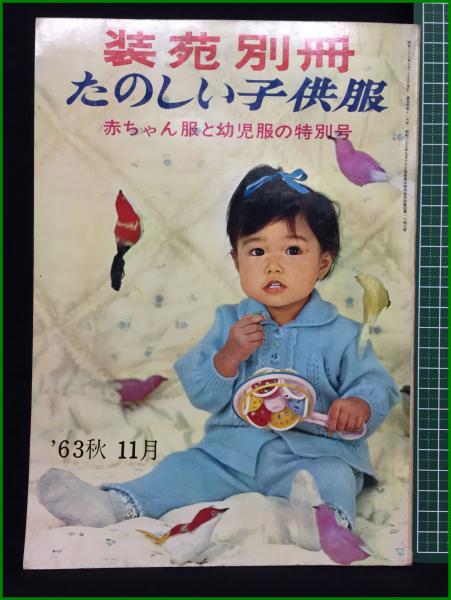 装苑別冊
たのしい子供服
赤ちゃん服と幼児服の特別号
'63秋 11月